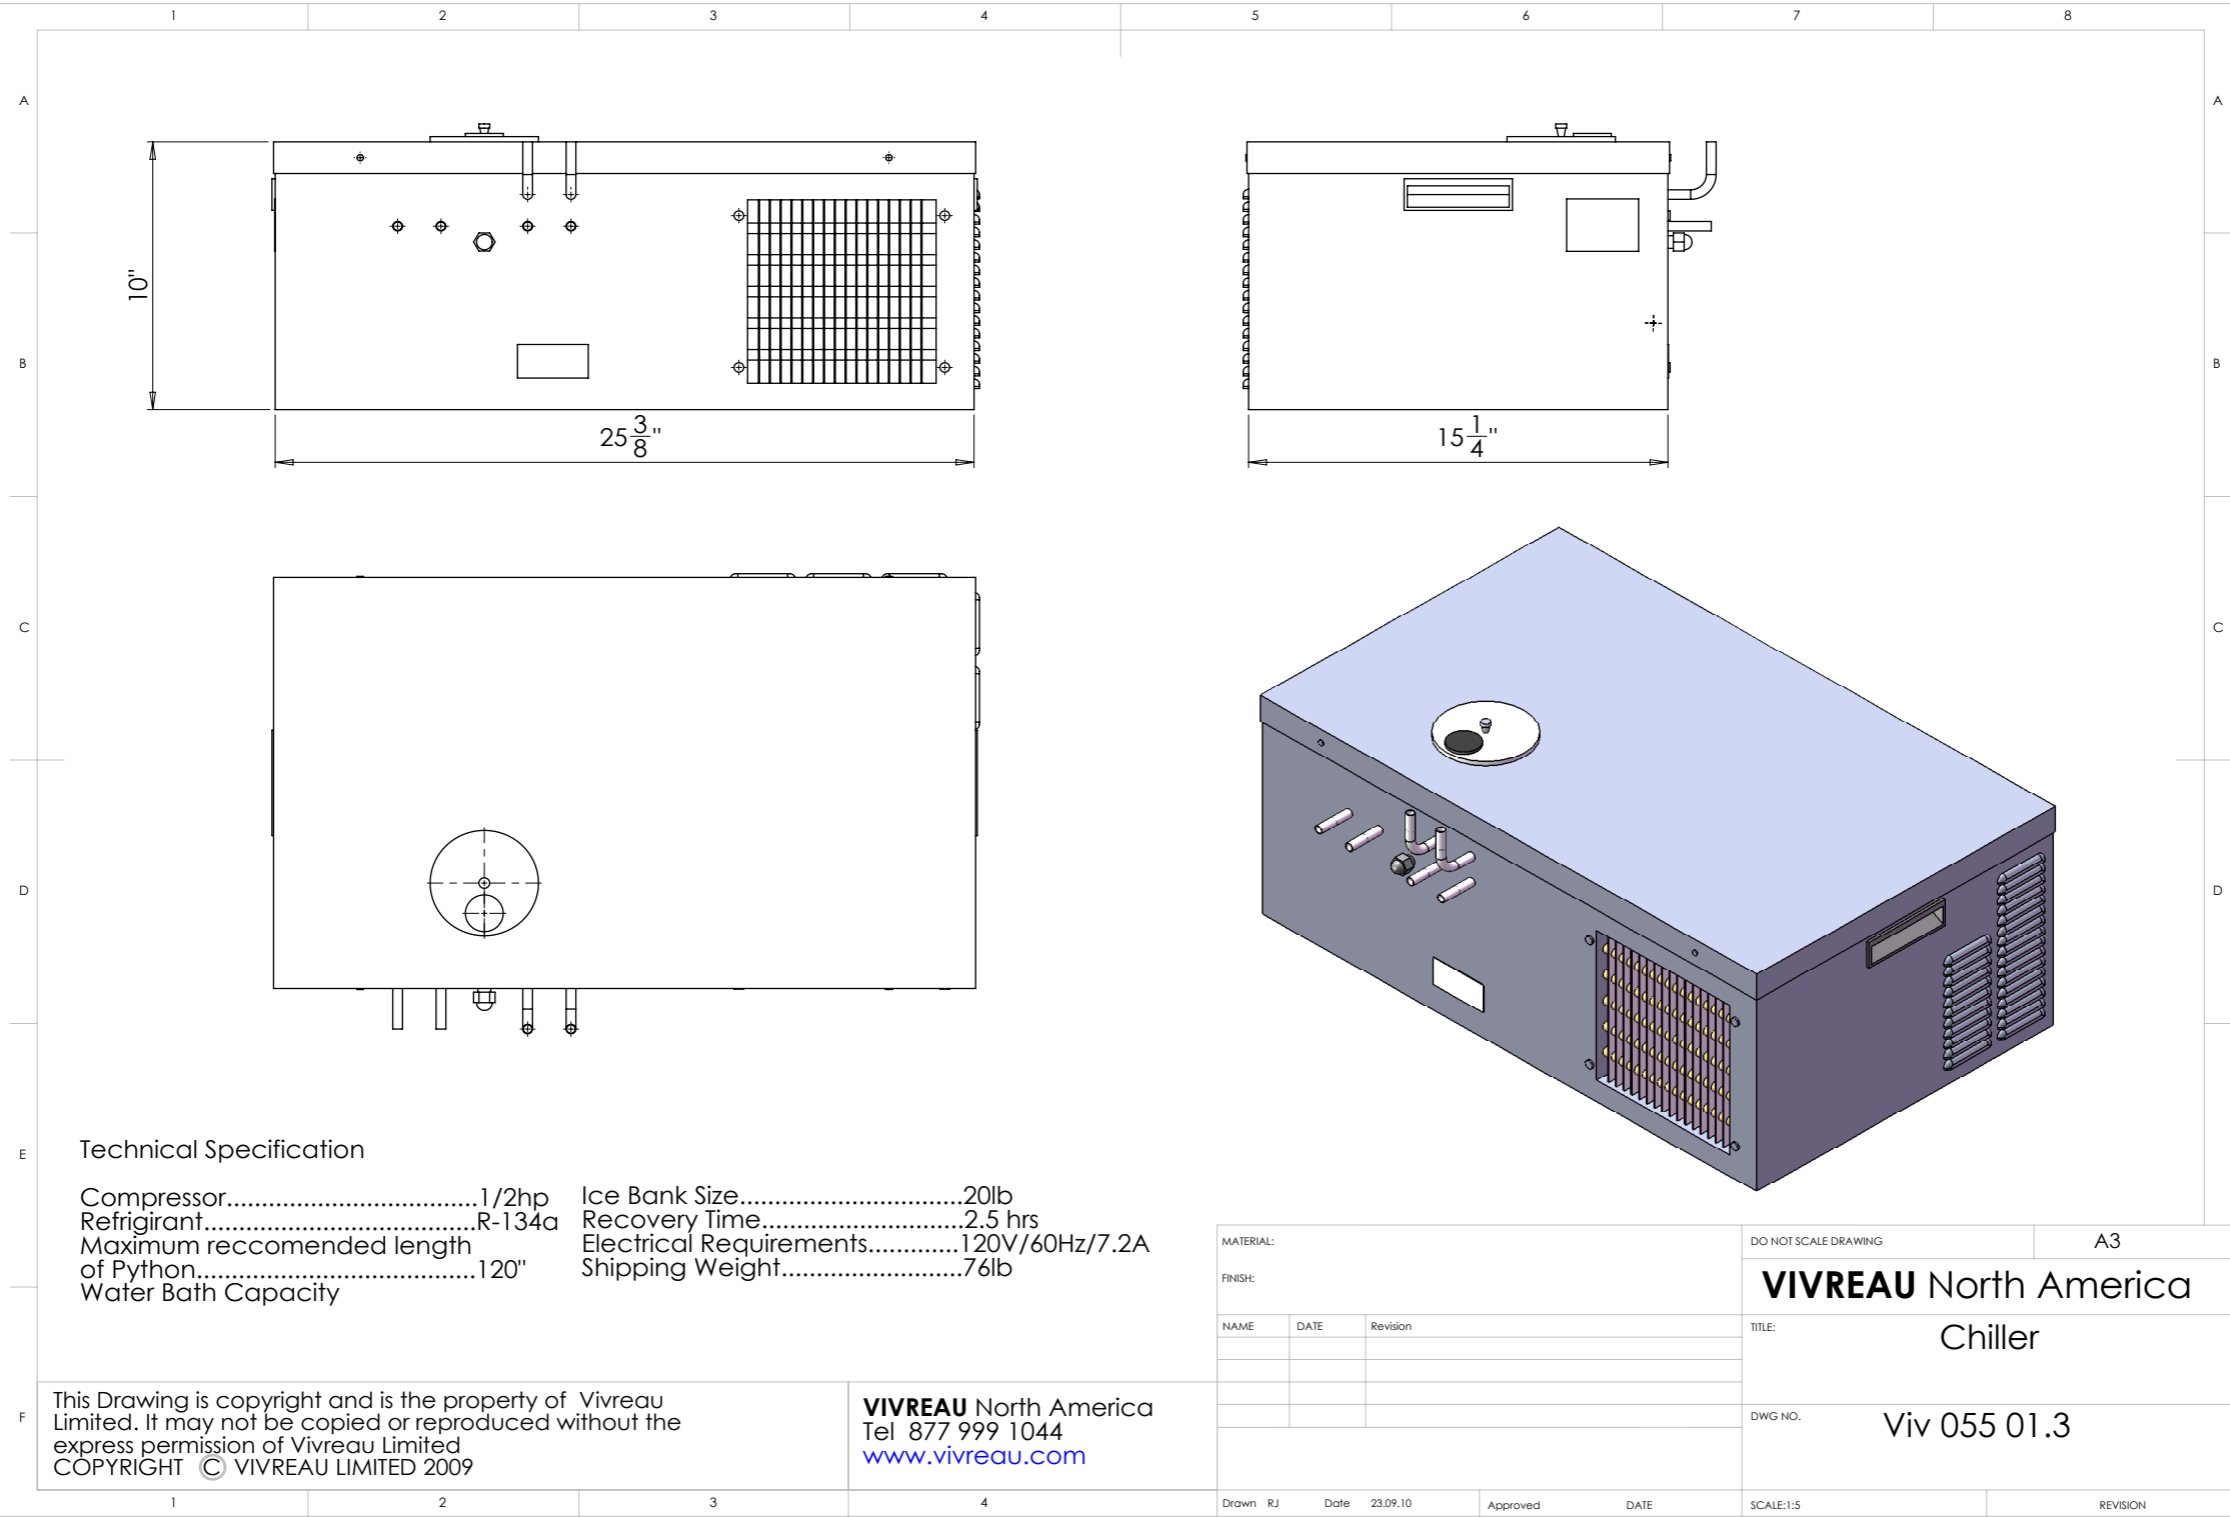 1 2 3 4 5 6 7 8
A A
10"
B B
25 3/8"
15 1/4"
C C
D D
E
Technical Specification
Compressor.................................1/2hp
Refrigirant....................................R-134a
Maximum reccomended length
of Python.....................................120"
Water Bath Capacity
Ice Bank Size.............................20lb
Recovery Time..........................2.5 hrs
Electrical Requirements............120V/60Hz/7.2A
Shipping Weight........................76lb
F
This Drawing is copyright and is the property of Vivreau
Limited. It may not be copied or reproduced without the
express permission of Vivreau Limited
COPYRIGHT © VIVREAU LIMITED 2009
VIVREAU North America
Tel 877 999 1044
www.vivreau.com
MATERIAL:
FINISH:
NAME DATE Revision
DO NOT SCALE DRAWING A3
VIVREAU North America
TITLE: Chiller
DWG NO. Viv 055 01.3
Drawn RJ Date 23.09.10 Approved DATE SCALE:1:5 REVISION
1 2 3 4